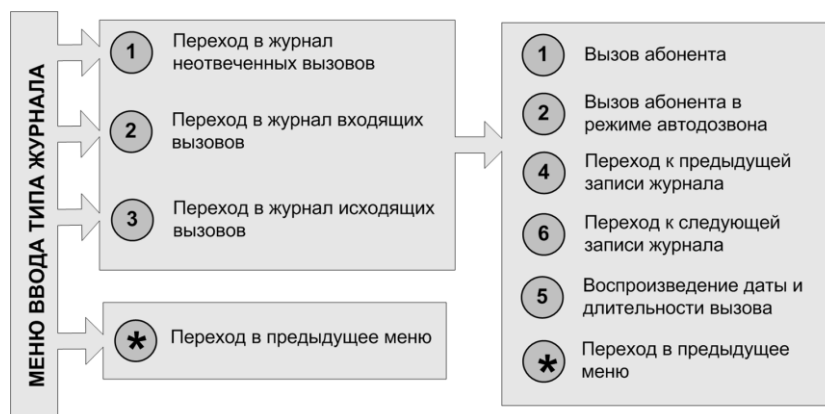 МЕНЮ ВВОДА ТИПА ЖУРНАЛА
1
Переход в журнал
неотвеченных вызовов
2
Переход в журнал входящих
вызовов
3
Переход в журнал исходящих
вызовов
*
Переход в предыдущее меню
1
Вызов абонента
2
Вызов абонента в
режиме автодозвона
4
Переход к предыдущей
записи журнала
6
Переход к следующей
записи журнала
5
Воспроизведение даты и
длительности вызова
*
Переход в предыдущее
меню